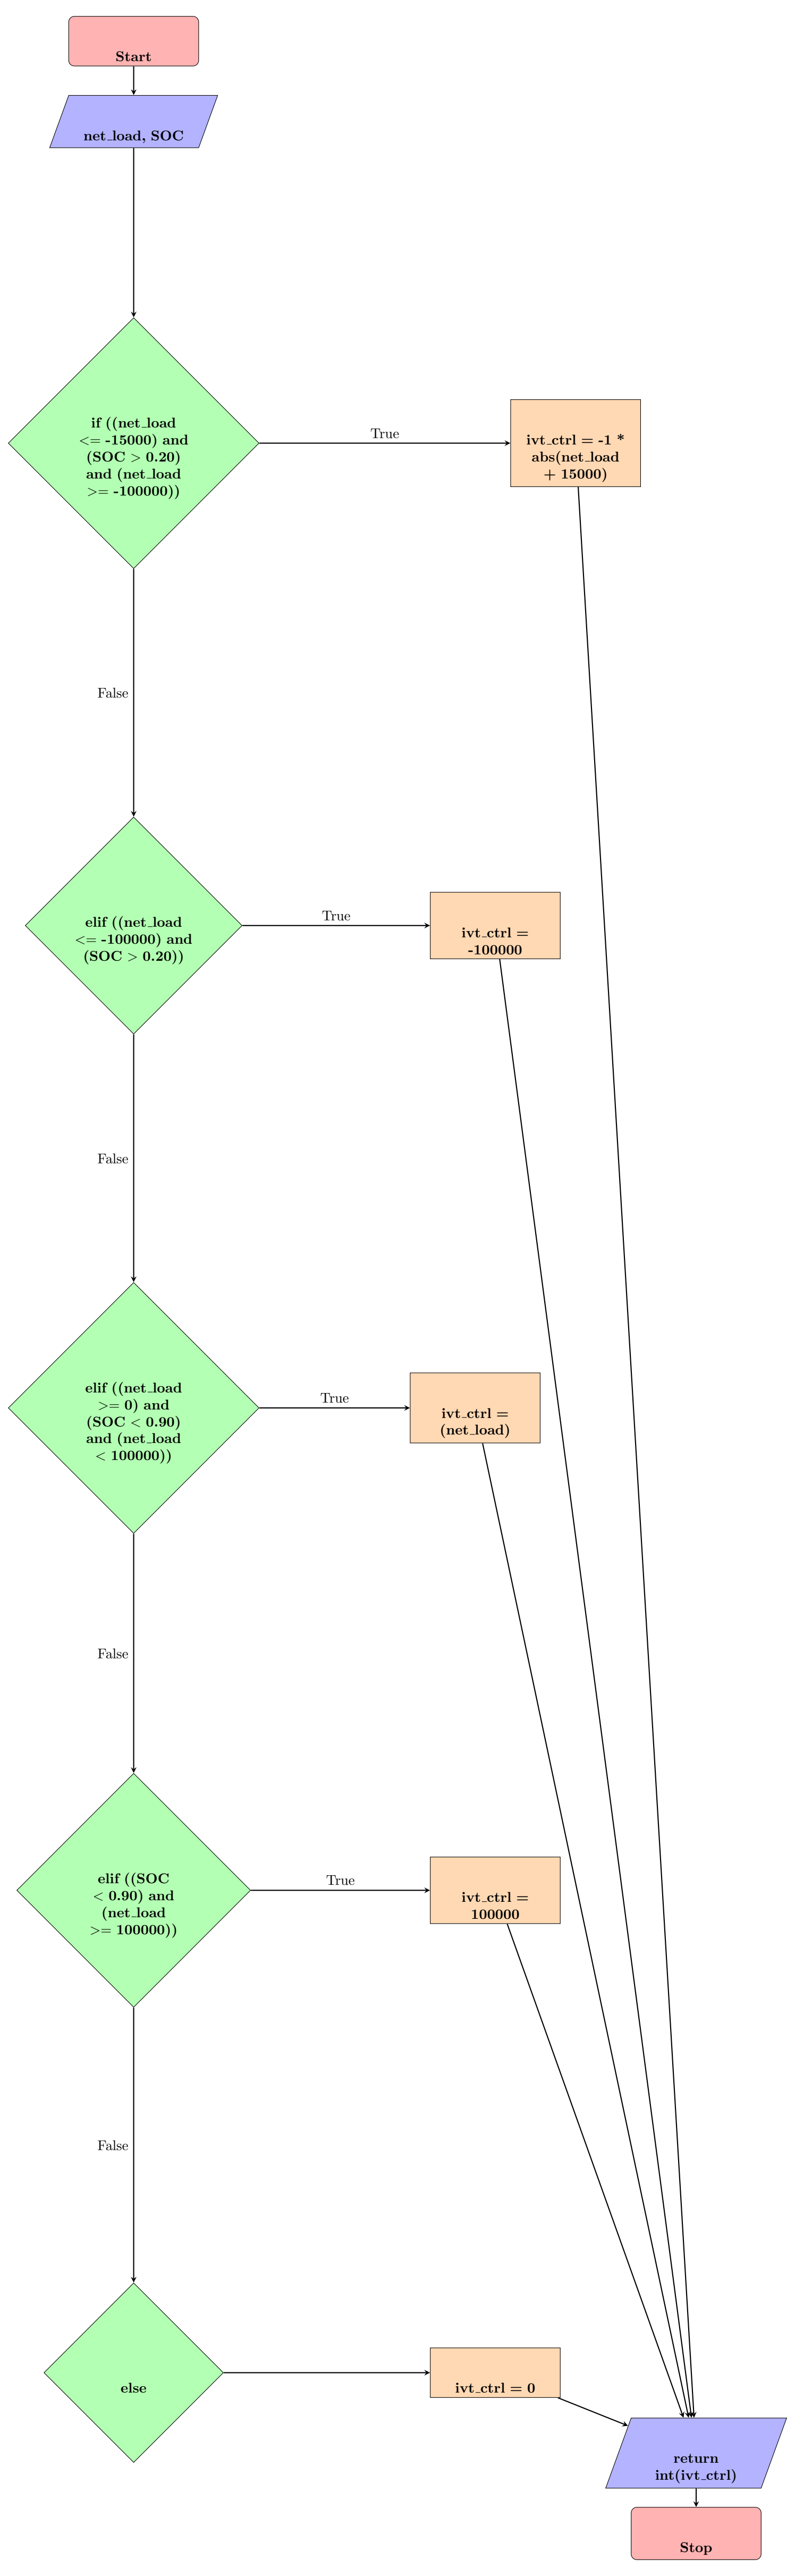 Start
net_load, SOC
if ((net_load
<= -15000) and
(SOC > 0.20)
and (net_load
>= -100000))
True
ivt_ctrl = -1 *
abs(net_load
+ 15000)
False
elif ((net_load
<= -100000) and
(SOC > 0.20))
True
ivt_ctrl =
-100000
False
elif ((net_load
>= 0) and
(SOC < 0.90)
and (net_load
< 100000))
True
ivt_ctrl =
(net_load)
False
elif ((SOC
< 0.90) and
(net_load
>= 100000))
True
ivt_ctrl =
100000
False
else
ivt_ctrl = 0
return
int(ivt_ctrl)
Stop